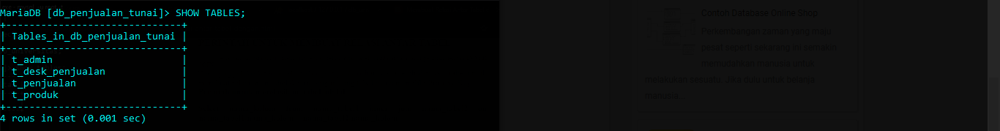 MariaDB [db_penjualan_tunai]> SHOW TABLES;
+------------------------------+
| Tables_in_db_penjualan_tunai |
+------------------------------+
| t_admin                      |
| t_desk_penjualan             |
| t_penjualan                  |
| t_produk                     |
+------------------------------+
4 rows in set (0.001 sec)
Contoh Database Online Shop
Perkempangan zaman yang maju
pesat seperti sekarang ini semakin
memudahkan manusia untuk
melakukan sesuatu. Jika dulu untuk belanja
manusia...